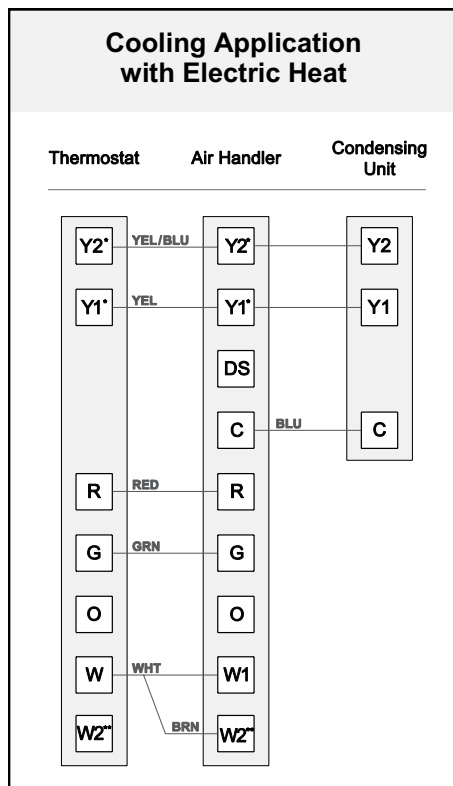 Cooling Application
with Electric Heat
Thermostat Air Handler Condensing
Unit
Y2* YEL/BLU Y2* Y2
Y1* YEL Y1* Y1
DS
C BLU C
R RED R
G GRN G
O O
W WHT W1
W2** BRN W2**